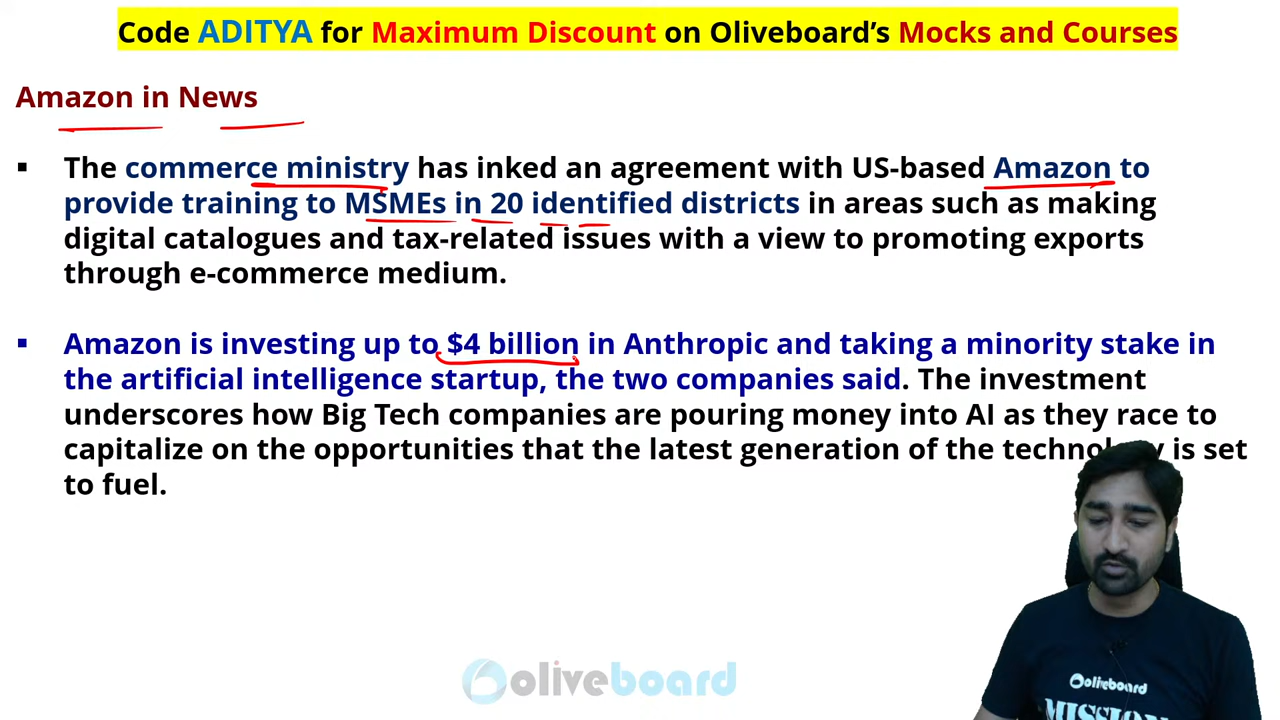 Code ADITYA for Maximum Discount on Oliveboard’s Mocks and Courses
Amazon in News
▪ The commerce ministry has inked an agreement with US-based Amazon to
provide training to MSMEs in 20 identified districts in areas such as making
digital catalogues and tax-related issues with a view to promoting exports
through e-commerce medium.
▪ Amazon is investing up to $4 billion in Anthropic and taking a minority stake in
the artificial intelligence startup, the two companies said. The investment
underscores how Big Tech companies are pouring money into AI as they race to
capitalize on the opportunities that the latest generation of the technology is set
to fuel.
oliveboard
oliveboard
MISSION